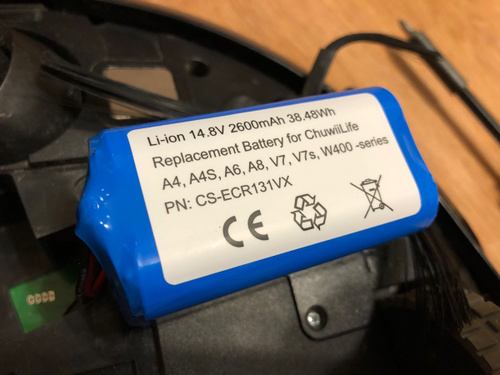 Li-ion 14.8V 2600mAh 38.48Wh
Replacement Battery for ChuwiiLife
A4, A4S, A6, A8, V7, V7s, W400 -series
PN: CS-ECR131VX
CE